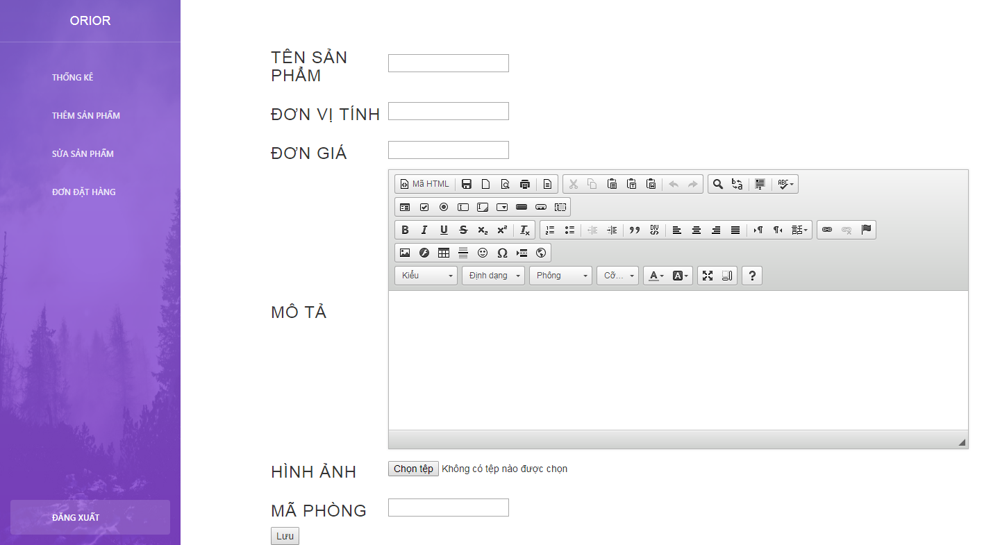 ORIOR
THỐNG KÊ
THÊM SẢN PHẨM
SỬA SẢN PHẨM
ĐƠN ĐẶT HÀNG
ĐĂNG XUẤT
TÊN SẢN
PHẨM
ĐƠN VỊ TÍNH
ĐƠN GIÁ
MÔ TẢ
Mã HTML
Kiểu Định dạng Phông Cỡ...
HÌNH ẢNH
Chọn tệp Không có tệp nào được chọn
MÃ PHÒNG
Lưu